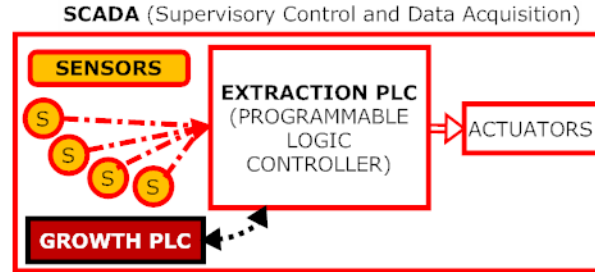 SCADA (Supervisory Control and Data Acquisition)
SENSORS
S
S
S
S
EXTRACTION PLC
(PROGRAMMABLE
LOGIC
CONTROLLER)
ACTUATORS
GROWTH PLC